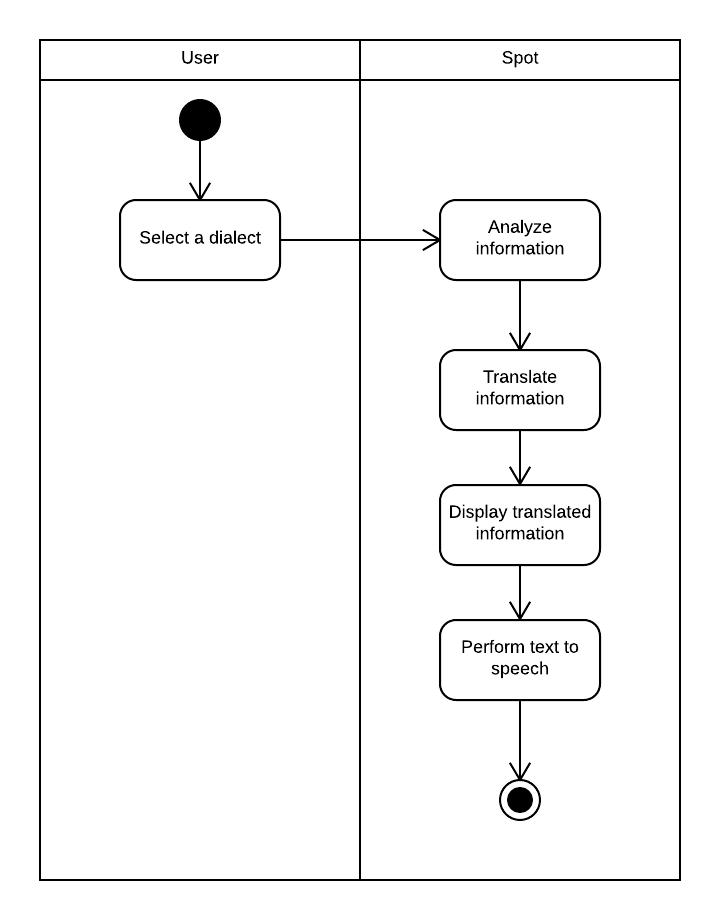 User
Spot
Select a dialect
Analyze
information
Translate
information
Display translated
information
Perform text to
speech